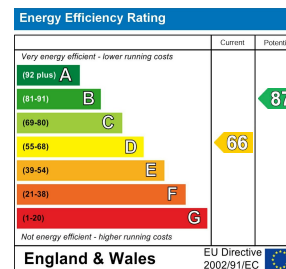 Energy Efficiency Rating
Current Potenti
Very energy efficient - lower running costs
(92 plus) A
(81-91) B 87
(69-80) C
(55-68) D 66
(39-54) E
(21-38) F
(1-20) G
Not energy efficient - higher running costs
England & Wales EU Directive
2002/91/EC